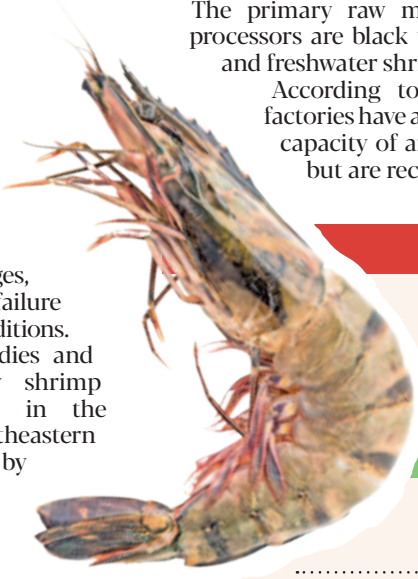 The primary raw m
processors are black
and freshwater shr
According to
factories have a
capacity of a
but are rec
ges,
failure
ditions.
dies and
shrimp
in the
theastern
by